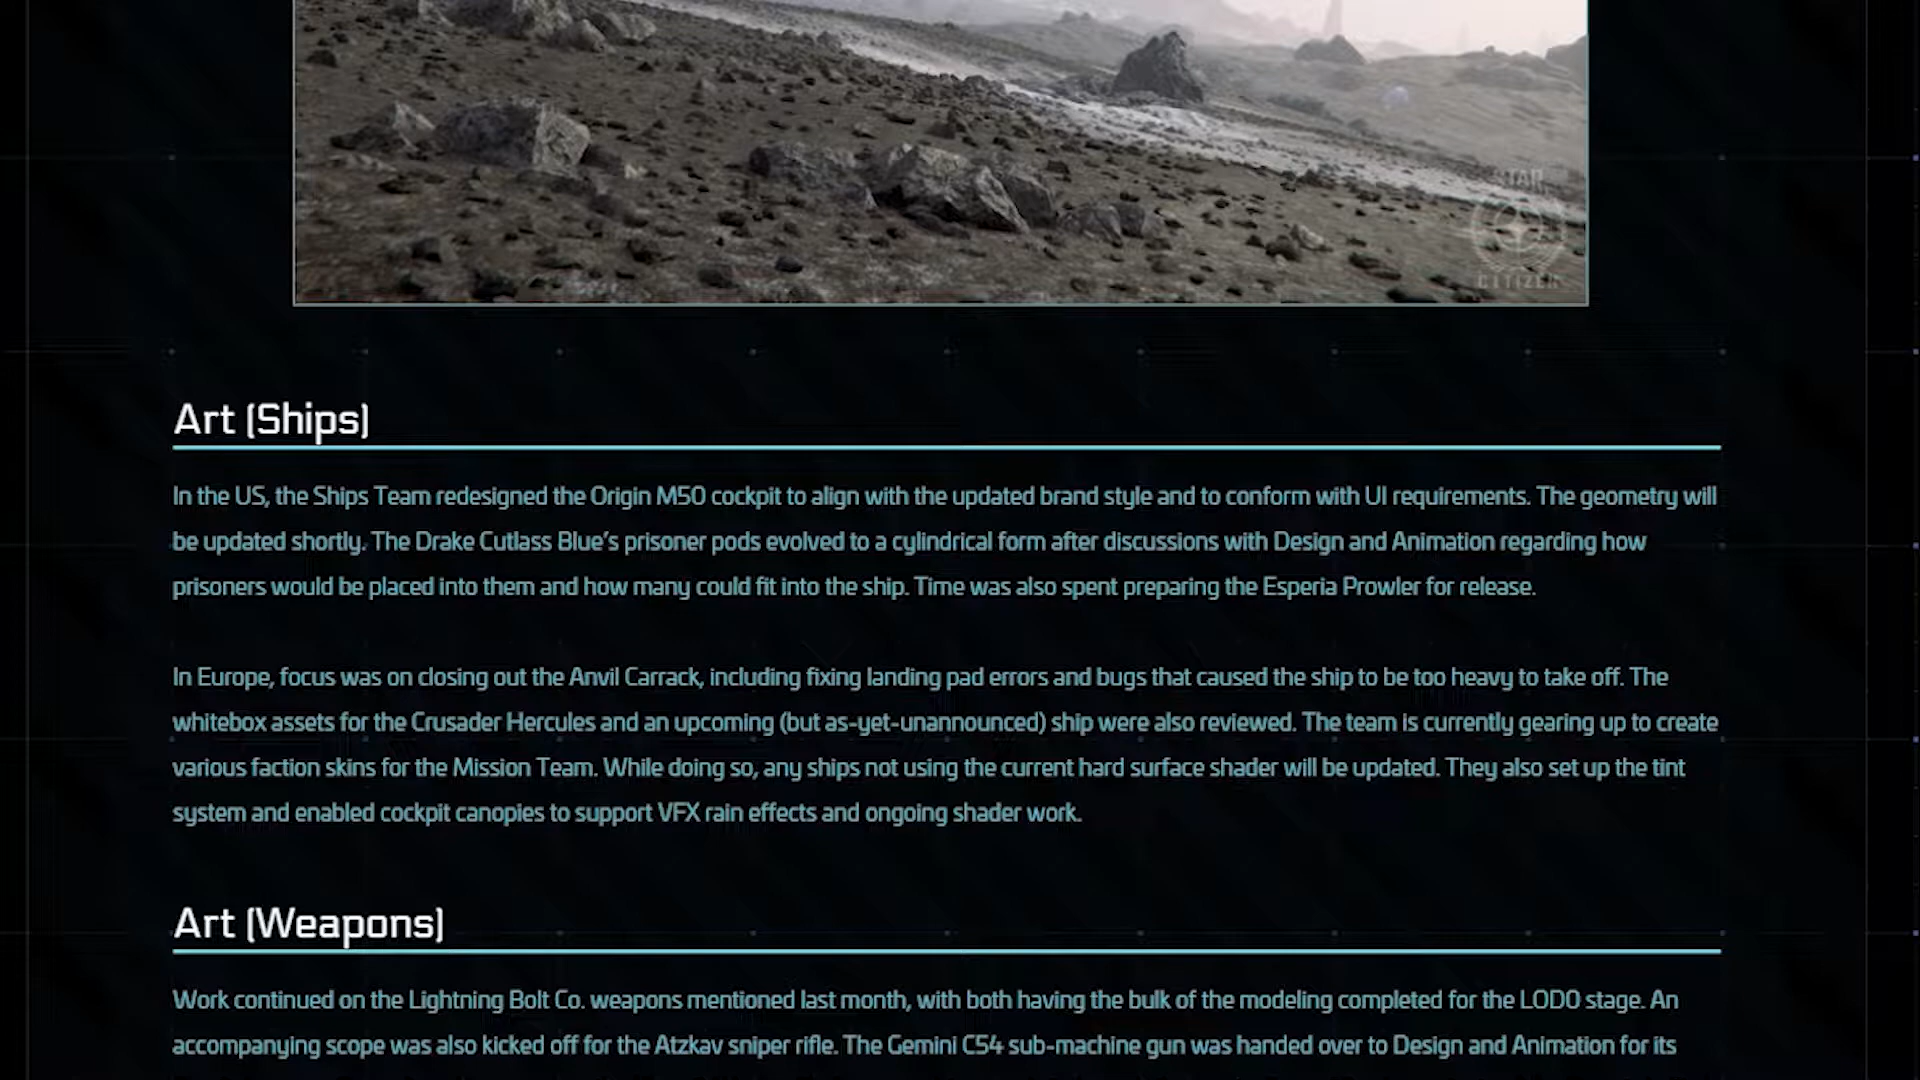 STAR
CITIZEN
Art (Ships)
In the US, the Ships Team redesigned the Origin M50 cockpit to align with the updated brand style and to conform with UI requirements. The geometry will
be updated shortly. The Drake Cutlass Blue's prisoner pods evolved to a cylindrical form after discussions with Design and Animation regarding how
prisoners would be placed into them and how many could fit into the ship. Time was also spent preparing the Esperia Prowler for release.
In Europe, focus was on closing out the Anvil Carrack, including fixing landing pad errors and bugs that caused the ship to be too heavy to take off. The
whitebox assets for the Crusader Hercules and an upcoming (but as-yet-unannounced) ship were also reviewed. The team is currently gearing up to create
various faction skins for the Mission Team. While doing so, any ships not using the current hard surface shader will be updated. They also set up the tint
system and enabled cockpit canopies to support VFX rain effects and ongoing shader work.
Art (Weapons)
Work continued on the Lightning Bolt Co. weapons mentioned last month, with both having the bulk of the modeling completed for the LOD0 stage. An
accompanying scope was also kicked off for the Atzkav sniper rifle. The Gemini C54 sub-machine gun was handed over to Design and Animation for its